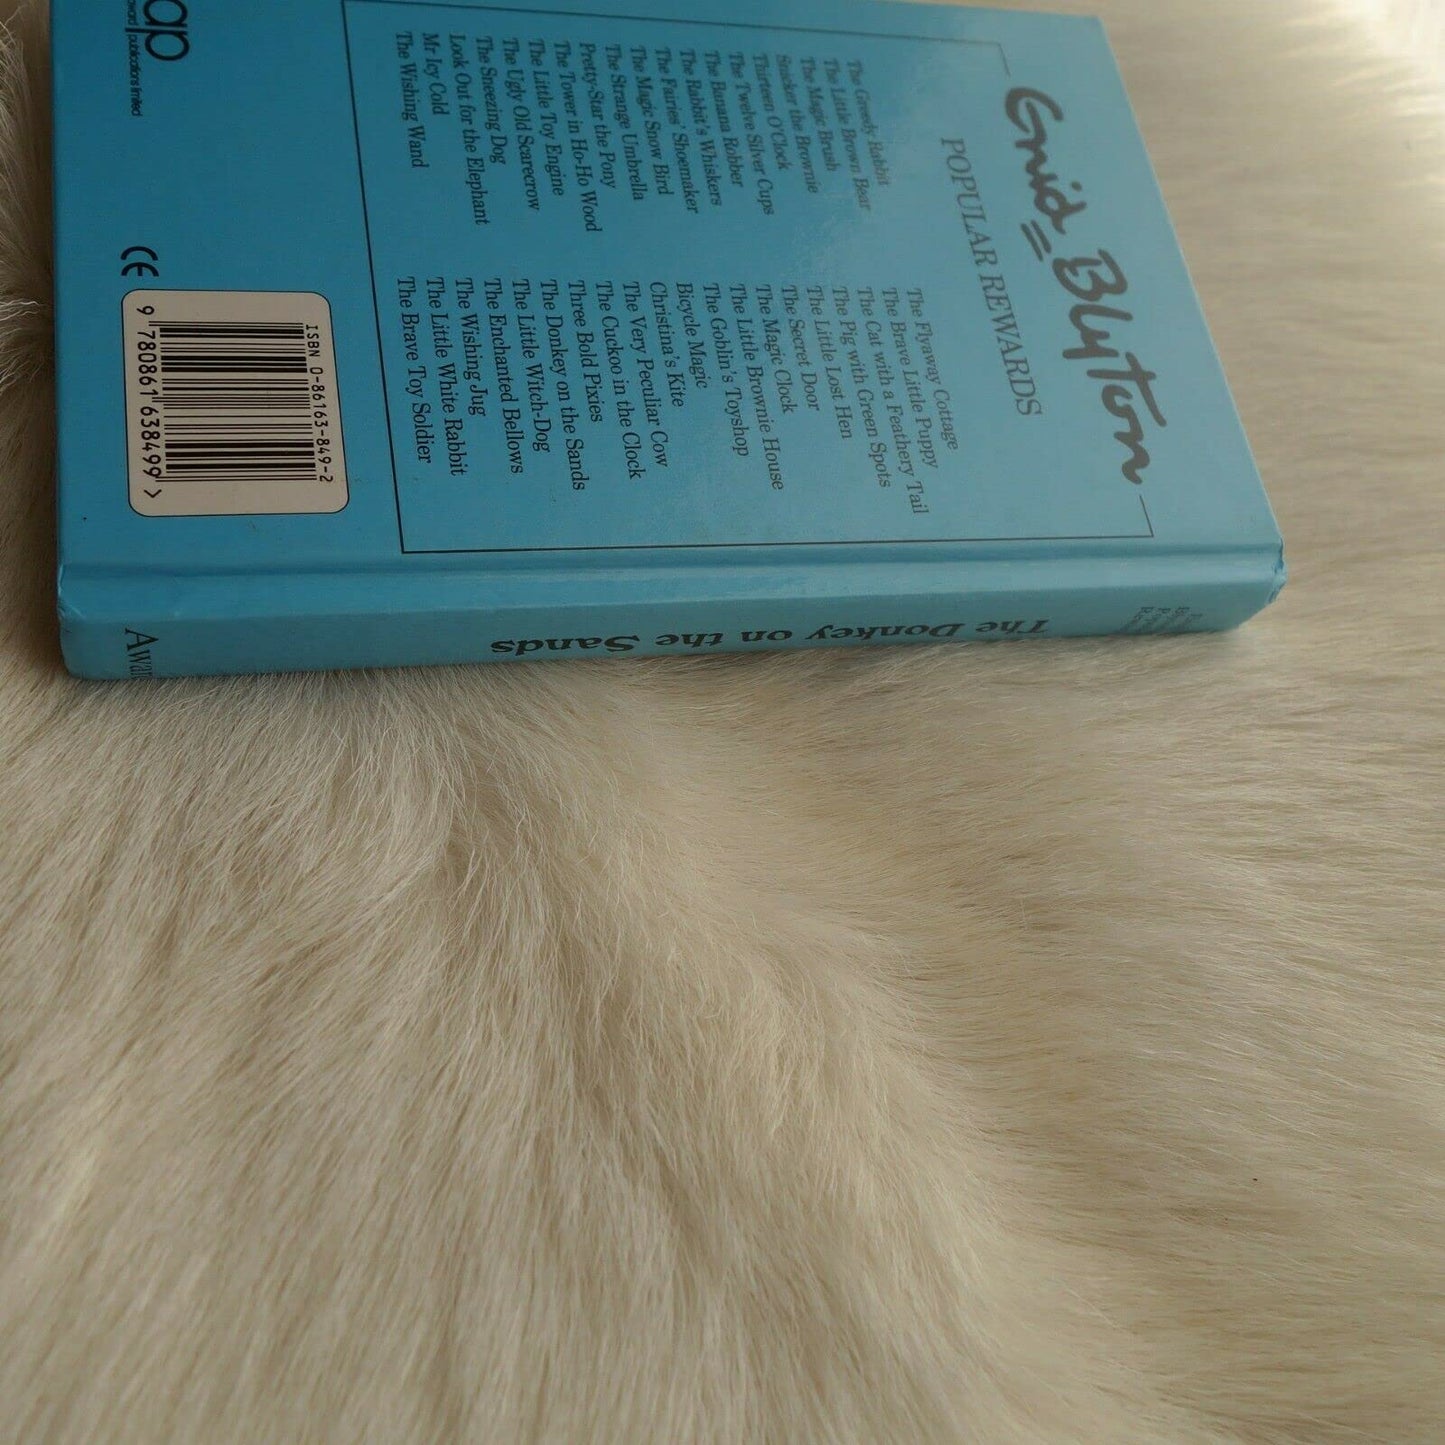 Enid Blyton
POPULAR REWARDS
The Greedy Rabbit
The Little Brown Bear
The Magic Brush
Snicker the Brownie
Thirteen O'Clock
The Twelve Silver Cups
The Banana Robber
The Rabbit's Whiskers
The Fairies' Shoemaker
The Magic Snow Bird
The Strange Umbrella
Pretty-Star the Pony
The Tower in Ho-Ho Wood
The Little Toy Engine
The Ugly Old Scarecrow
The Sneezing Dog
Look Out for the Elephant
Mr Icy Cold
The Wishing Wand
The Flyaway Cottage
The Brave Little Puppy
The Cat with a Feathery Tail
The Pig with Green Spots
The Little Lost Hen
The Secret Door
The Magic Clock
The Little Brownie House
The Goblin's Toyshop
Bicycle Magic
Christina's Kite
The Very Peculiar Cow
The Cuckoo in the Clock
Three Bold Pixies
The Donkey on the Sands
The Little Witch-Dog
The Enchanted Bellows
The Wishing Jug
The Little White Rabbit
The Brave Toy Soldier
ap
award publications limited
CE
ISBN 0-86163-849-2
9 780861 638499 >
The Donkey on the Sands
Awar